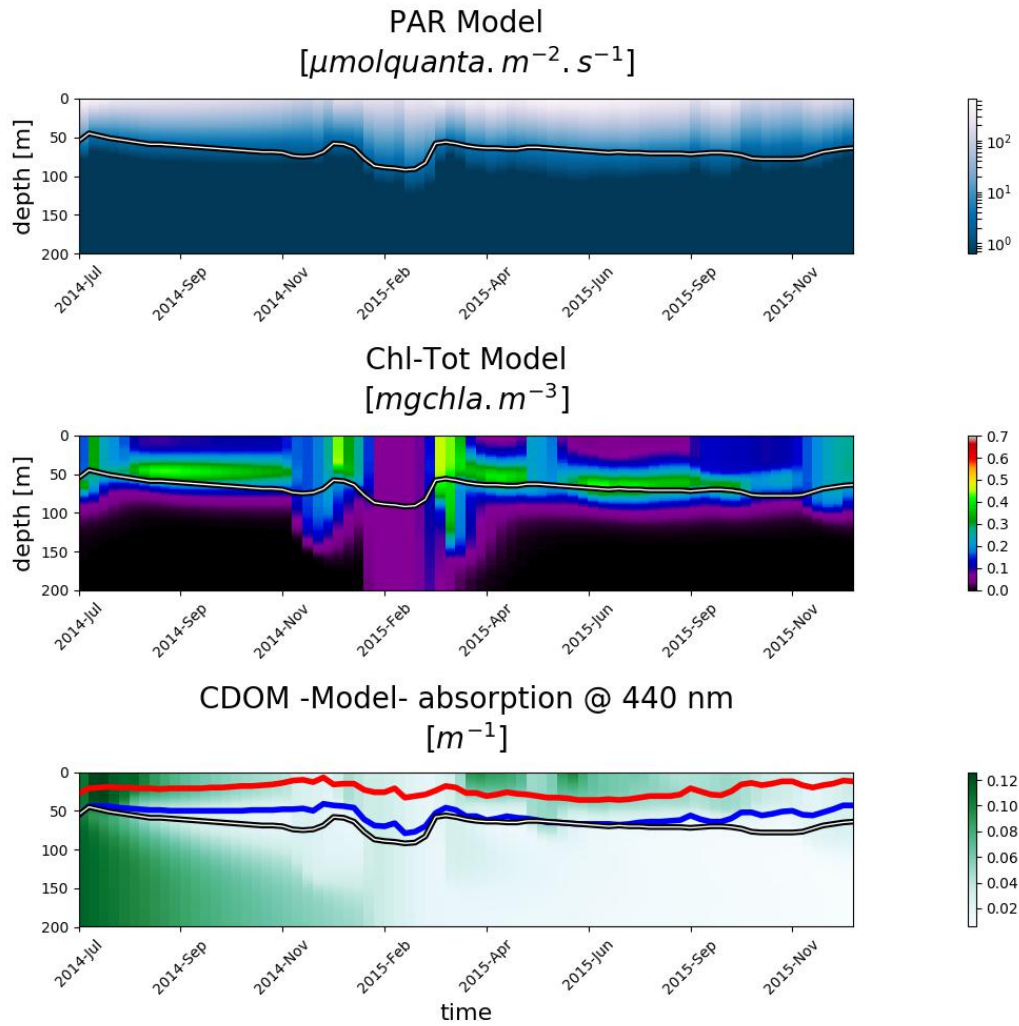 PAR Model
[μmolquanta.m⁻².s⁻¹]
depth [m]
0
50
100
150
200
10²
10¹
10⁰
2014-Jul
2014-Sep
2014-Nov
2015-Feb
2015-Apr
2015-Jun
2015-Sep
2015-Nov
Chl-Tot Model
[mgchla.m⁻³]
depth [m]
0
50
100
150
200
0.7
0.6
0.5
0.4
0.3
0.2
0.1
0.0
2014-Jul
2014-Sep
2014-Nov
2015-Feb
2015-Apr
2015-Jun
2015-Sep
2015-Nov
CDOM -Model- absorption @ 440 nm
[m⁻¹]
0
50
100
150
200
0.12
0.10
0.08
0.06
0.04
0.02
2014-Jul
2014-Sep
2014-Nov
2015-Feb
2015-Apr
2015-Jun
2015-Sep
2015-Nov
time